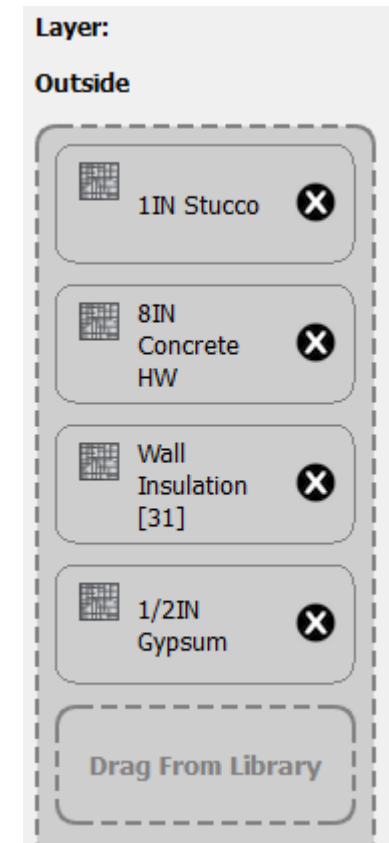 Layer:
Outside
1IN Stucco
8IN
Concrete
HW
Wall
Insulation
[31]
1/2IN
Gypsum
Drag From Library